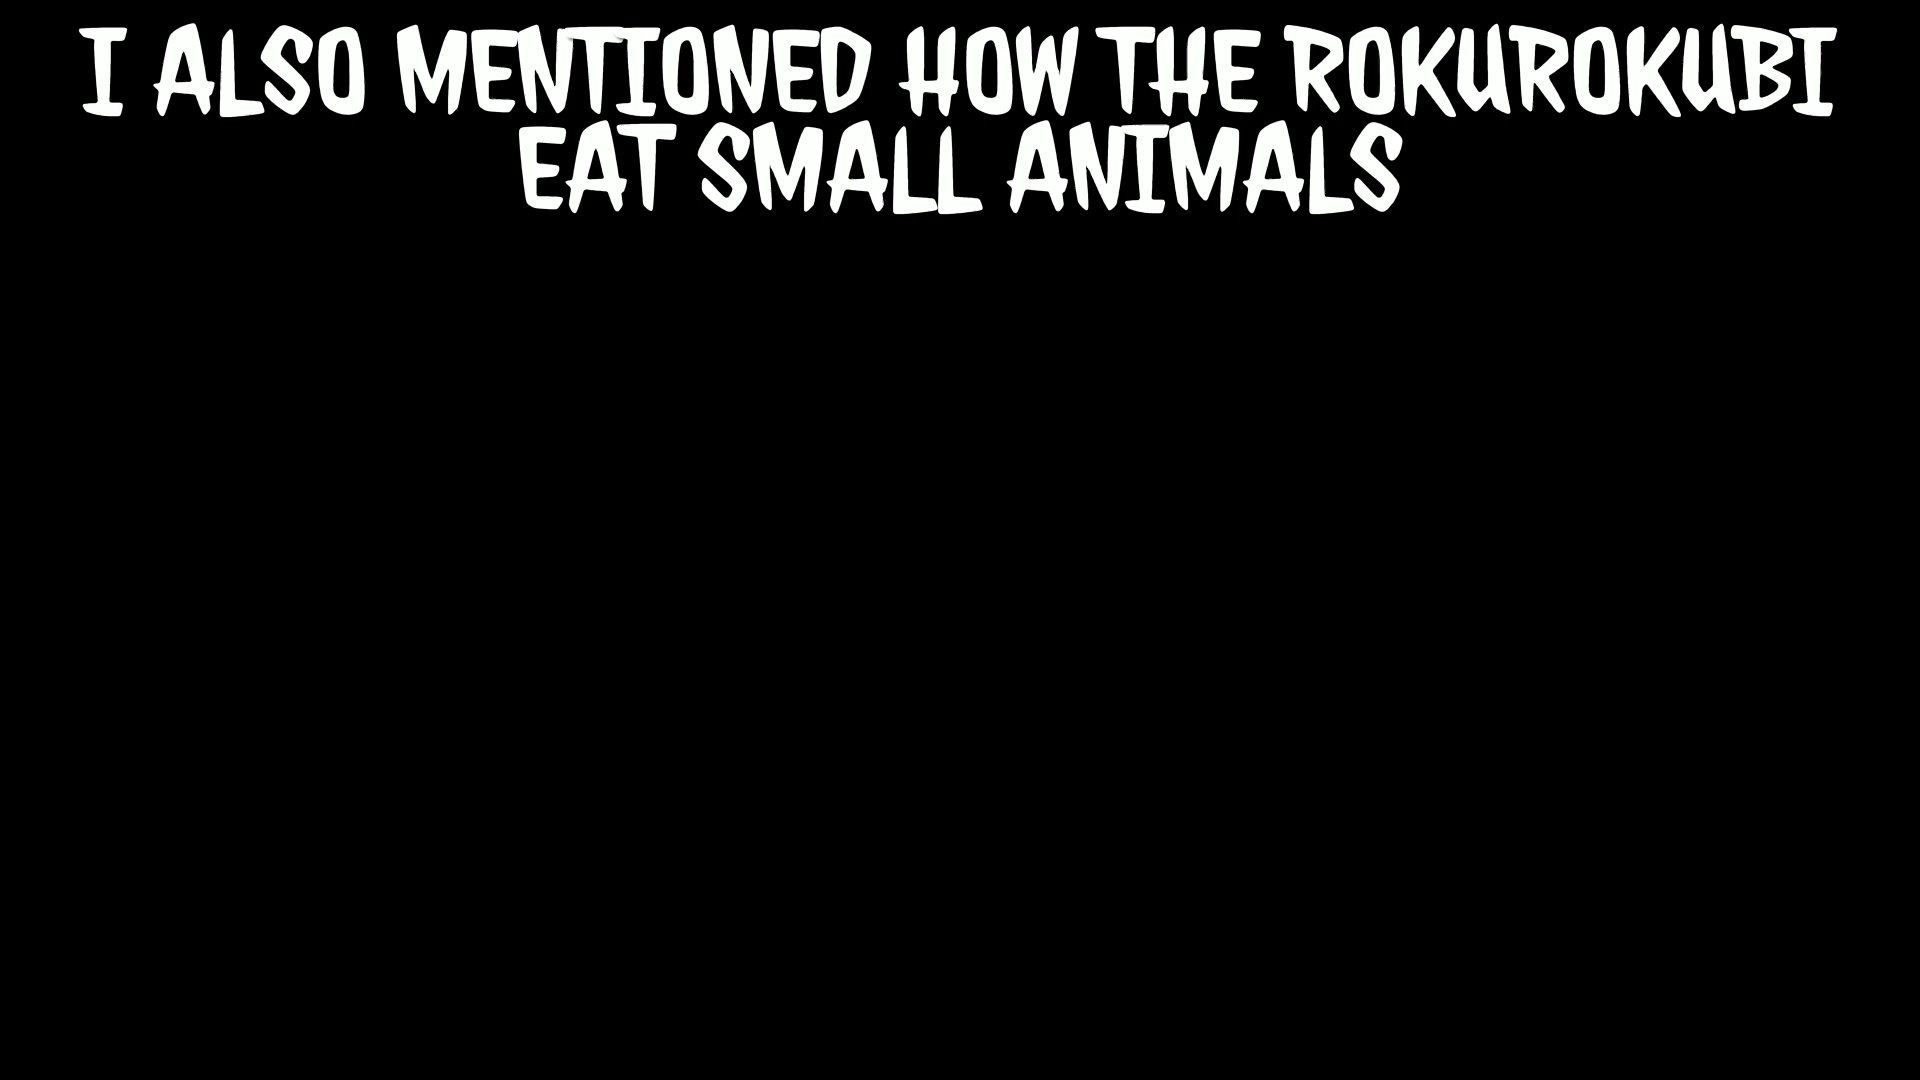 I ALSO MENTIONED HOW THE ROKUROKUBI
EAT SMALL ANIMALS